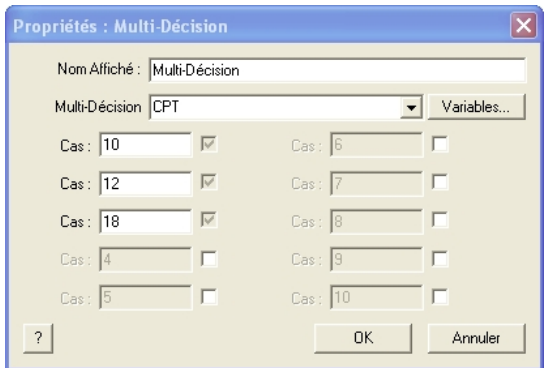 Propriétés : Multi-Décision
Nom Affiché : Multi-Décision
Multi-Décision CPT Variables...
Cas : 10 Cas : 6
Cas : 12 Cas : 7
Cas : 18 Cas : 8
Cas : 4 Cas : 9
Cas : 5 Cas : 10
? OK Annuler